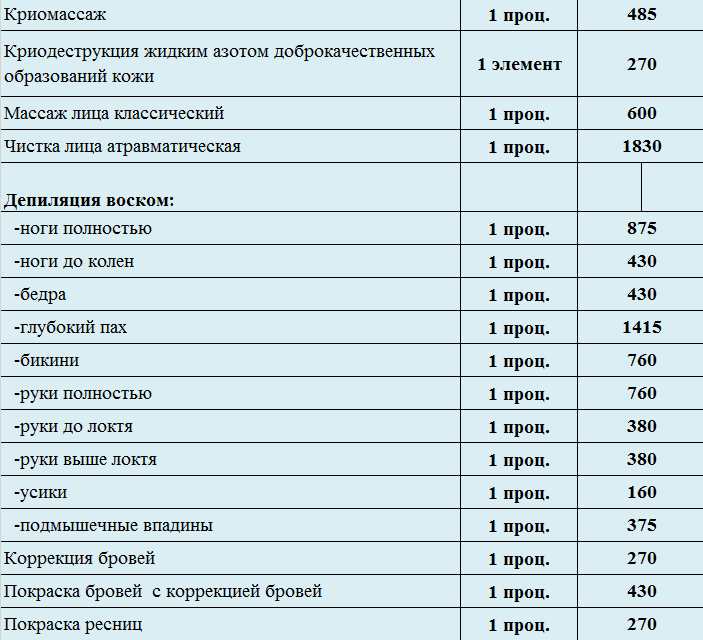 Криомассаж 1 проц. 485
Криодеструкция жидким азотом доброкачественных
образований кожи 1 элемент 270
Массаж лица классический 1 проц. 600
Чистка лица атравматическая 1 проц. 1830
Депиляция воском:
-ноги полностью 1 проц. 875
-ноги до колен 1 проц. 430
-бедра 1 проц. 430
-глубокий пах 1 проц. 1415
-бикини 1 проц. 760
-руки полностью 1 проц. 760
-руки до локтя 1 проц. 380
-руки выше локтя 1 проц. 380
-усики 1 проц. 160
-подмышечные впадины 1 проц. 375
Коррекция бровей 1 проц. 270
Покраска бровей с коррекцией бровей 1 проц. 430
Покраска ресниц 1 проц. 270